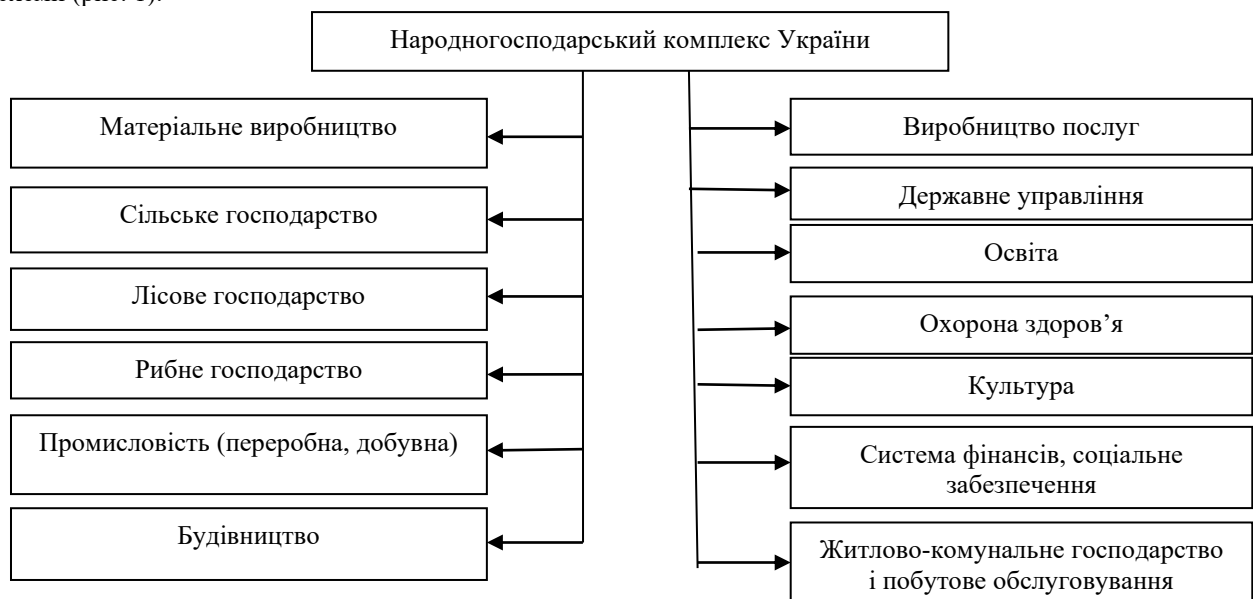 Народногосподарський комплекс України
Матеріальне виробництво
Сільське господарство
Лісове господарство
Рибне господарство
Промисловість (переробна, добувна)
Будівництво
Виробництво послуг
Державне управління
Освіта
Охорона здоров’я
Культура
Система фінансів, соціальне
забезпечення
Житлово-комунальне господарство
і побутове обслуговування